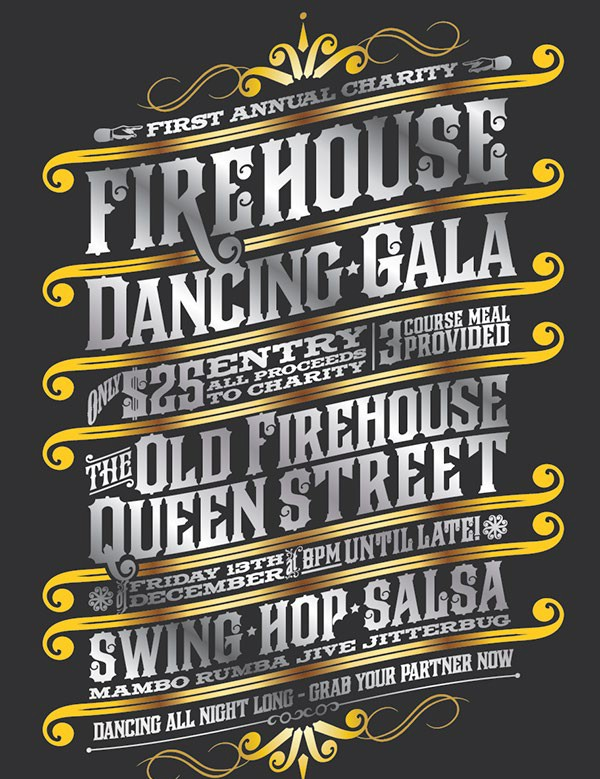 FIRST ANNUAL CHARITY
FIREHOUSE
DANCING ★ GALA
ONLY $25 ENTRY
ALL PROCEEDS
TO CHARITY
3 COURSE MEAL
PROVIDED
THE OLD FIREHOUSE
QUEEN STREET
FRIDAY 13TH
DECEMBER
8PM UNTIL LATE!
SWING ★ HOP ★ SALSA
MAMBO RUMBA JIVE JITTERBUG
DANCING ALL NIGHT LONG - GRAB YOUR PARTNER NOW